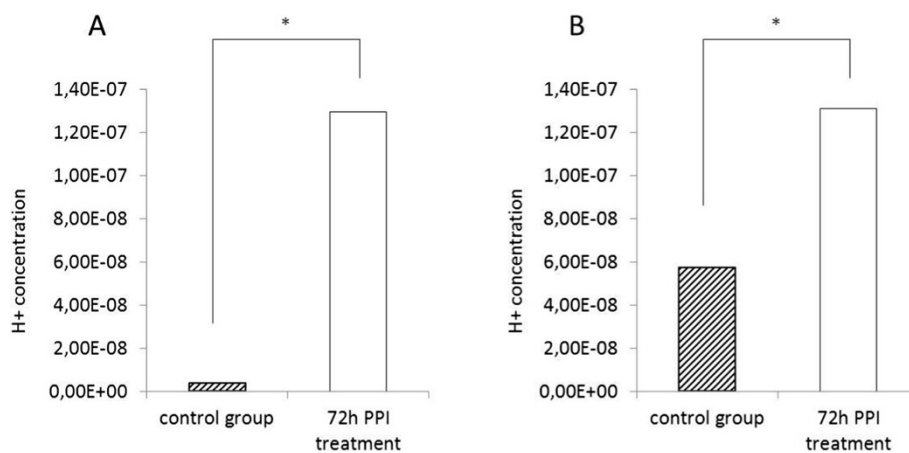 A
*
H+ concentration
1,40E-07
1,20E-07
1,00E-07
8,00E-08
6,00E-08
4,00E-08
2,00E-08
0,00E+00
control group
72h PPI
treatment
B
*
H+ concentration
1,40E-07
1,20E-07
1,00E-07
8,00E-08
6,00E-08
4,00E-08
2,00E-08
0,00E+00
control group
72h PPI
treatment